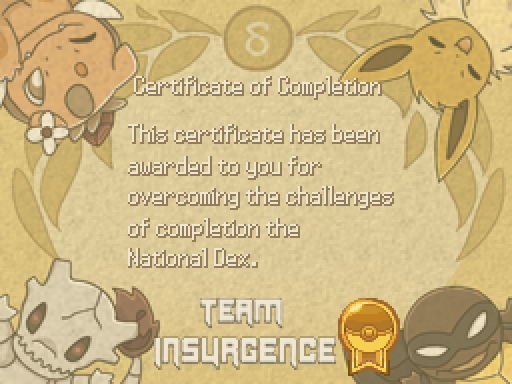 δ
Certificate of Completion
This certificate has been
awarded to you for
overcoming the challenges
of completion the
National Dex.
TEAM
INSURGENCE